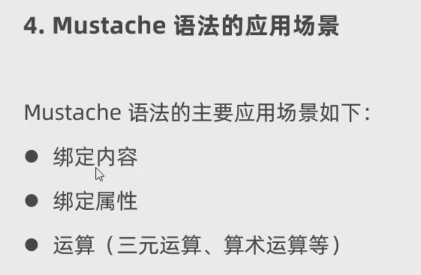 4. Mustache 语法的应用场景
Mustache 语法的主要应用场景如下：
● 绑定内容
● 绑定属性
● 运算（三元运算、算术运算等）